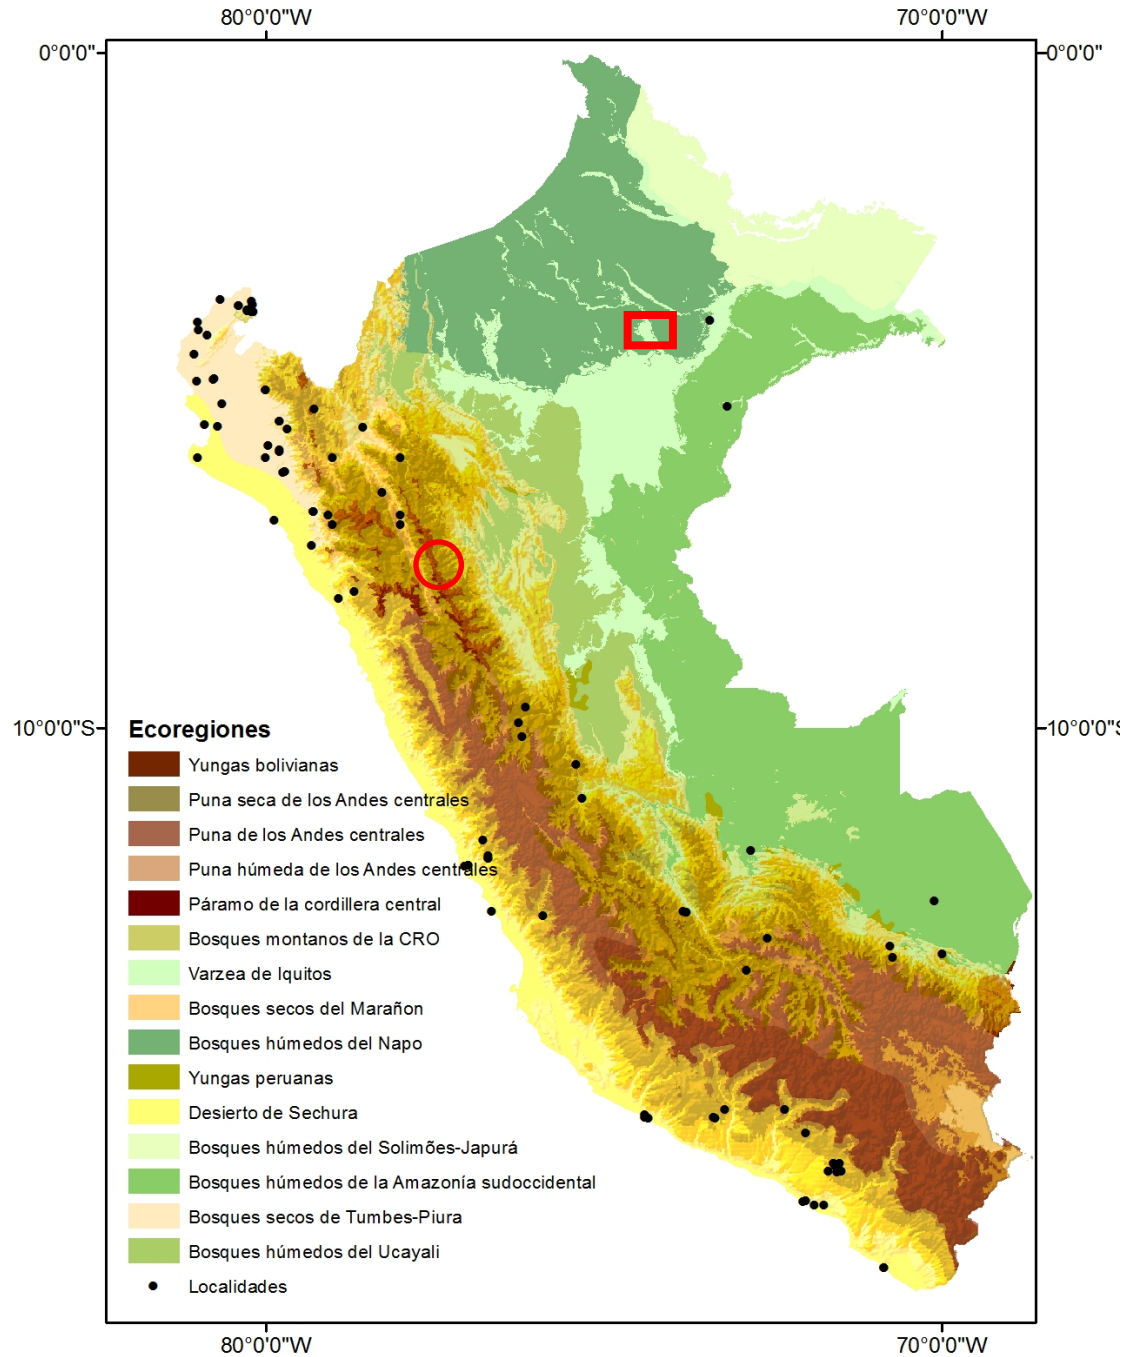 80°0'0"W 70°0'0"W
0°0'0" 0°0'0"
10°0'0"S 10°0'0"S
Ecoregiones
Yungas bolivianas
Puna seca de los Andes centrales
Puna de los Andes centrales
Puna húmeda de los Andes centrales
Páramo de la cordillera central
Bosques montanos de la CRO
Varzea de Iquitos
Bosques secos del Marañon
Bosques húmedos del Napo
Yungas peruanas
Desierto de Sechura
Bosques húmedos del Solimões-Japurá
Bosques húmedos de la Amazonía sudoccidental
Bosques secos de Tumbes-Piura
Bosques húmedos del Ucayali
Localidades
80°0'0"W 70°0'0"W